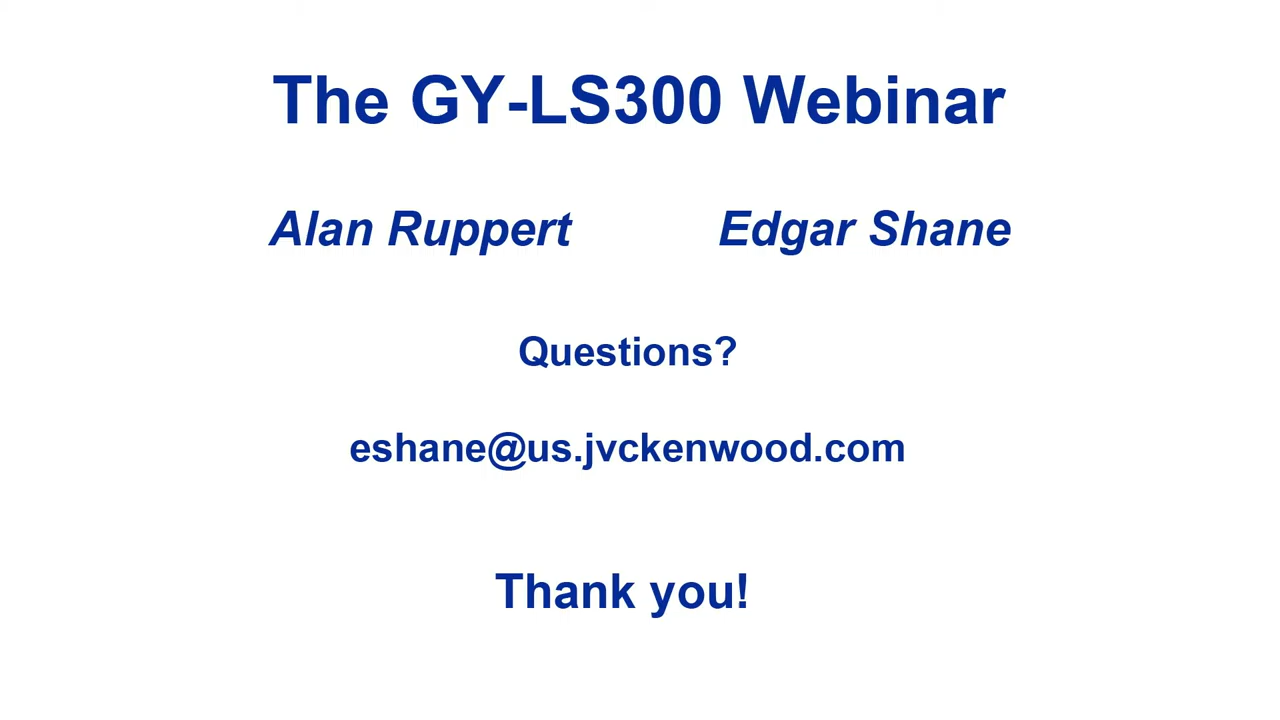 The GY-LS300 Webinar
Alan Ruppert Edgar Shane
Questions?
eshane@us.jvckenwood.com
Thank you!